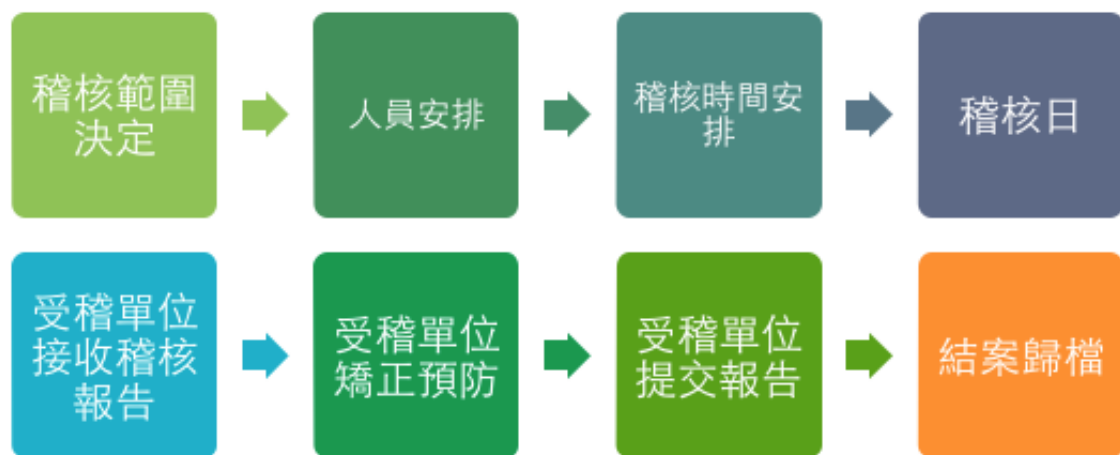 稽核範圍
決定
人員安排
稽核時間安
排
稽核日
受稽單位
接收稽核
報告
受稽單位
矯正預防
受稽單位
提交報告
結案歸檔